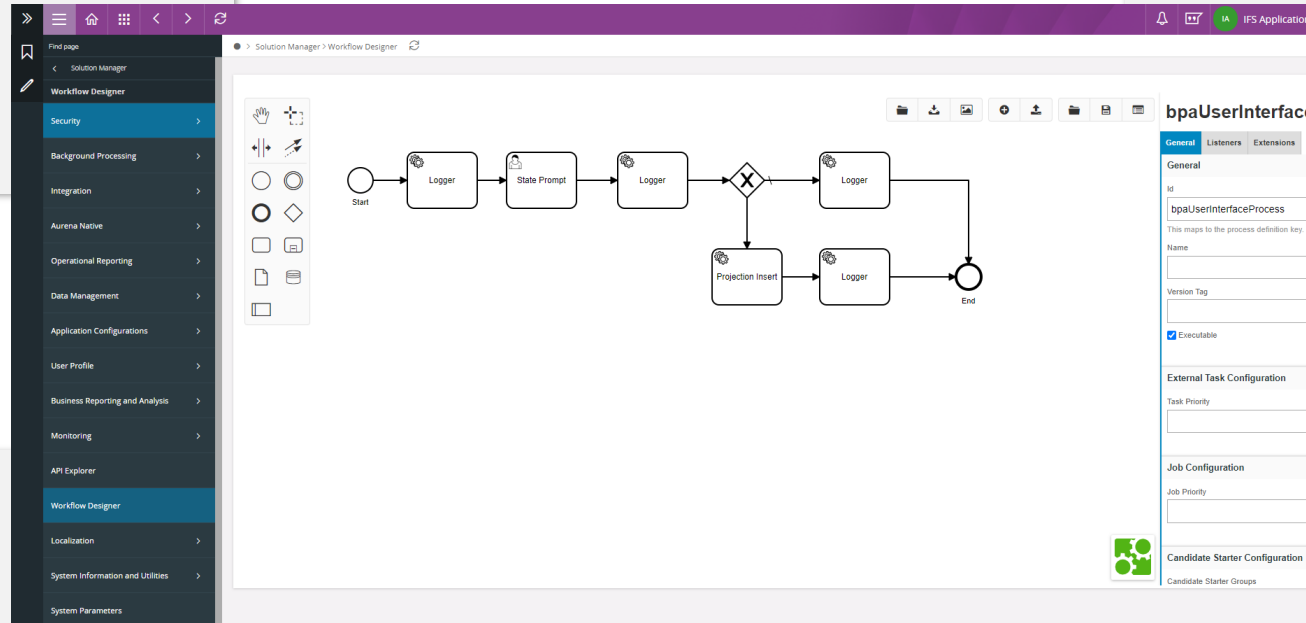 IA IFS Application
Find page
Solution Manager > Workflow Designer
Solution Manager
Workflow Designer
Security
Background Processing
Integration
Aurena Native
Operational Reporting
Data Management
Application Configurations
User Profile
Business Reporting and Analysis
Monitoring
API Explorer
Workflow Designer
Localization
System Information and Utilities
System Parameters
Start
Logger
State Prompt
Logger
X
Logger
Projection Insert
Logger
End
bpaUserInterfac
General Listeners Extensions
General
Id
bpaUserInterfaceProcess
This maps to the process definition key.
Name
Version Tag
Executable
External Task Configuration
Task Priority
Job Configuration
Job Priority
Candidate Starter Configuration
Candidate Starter Groups